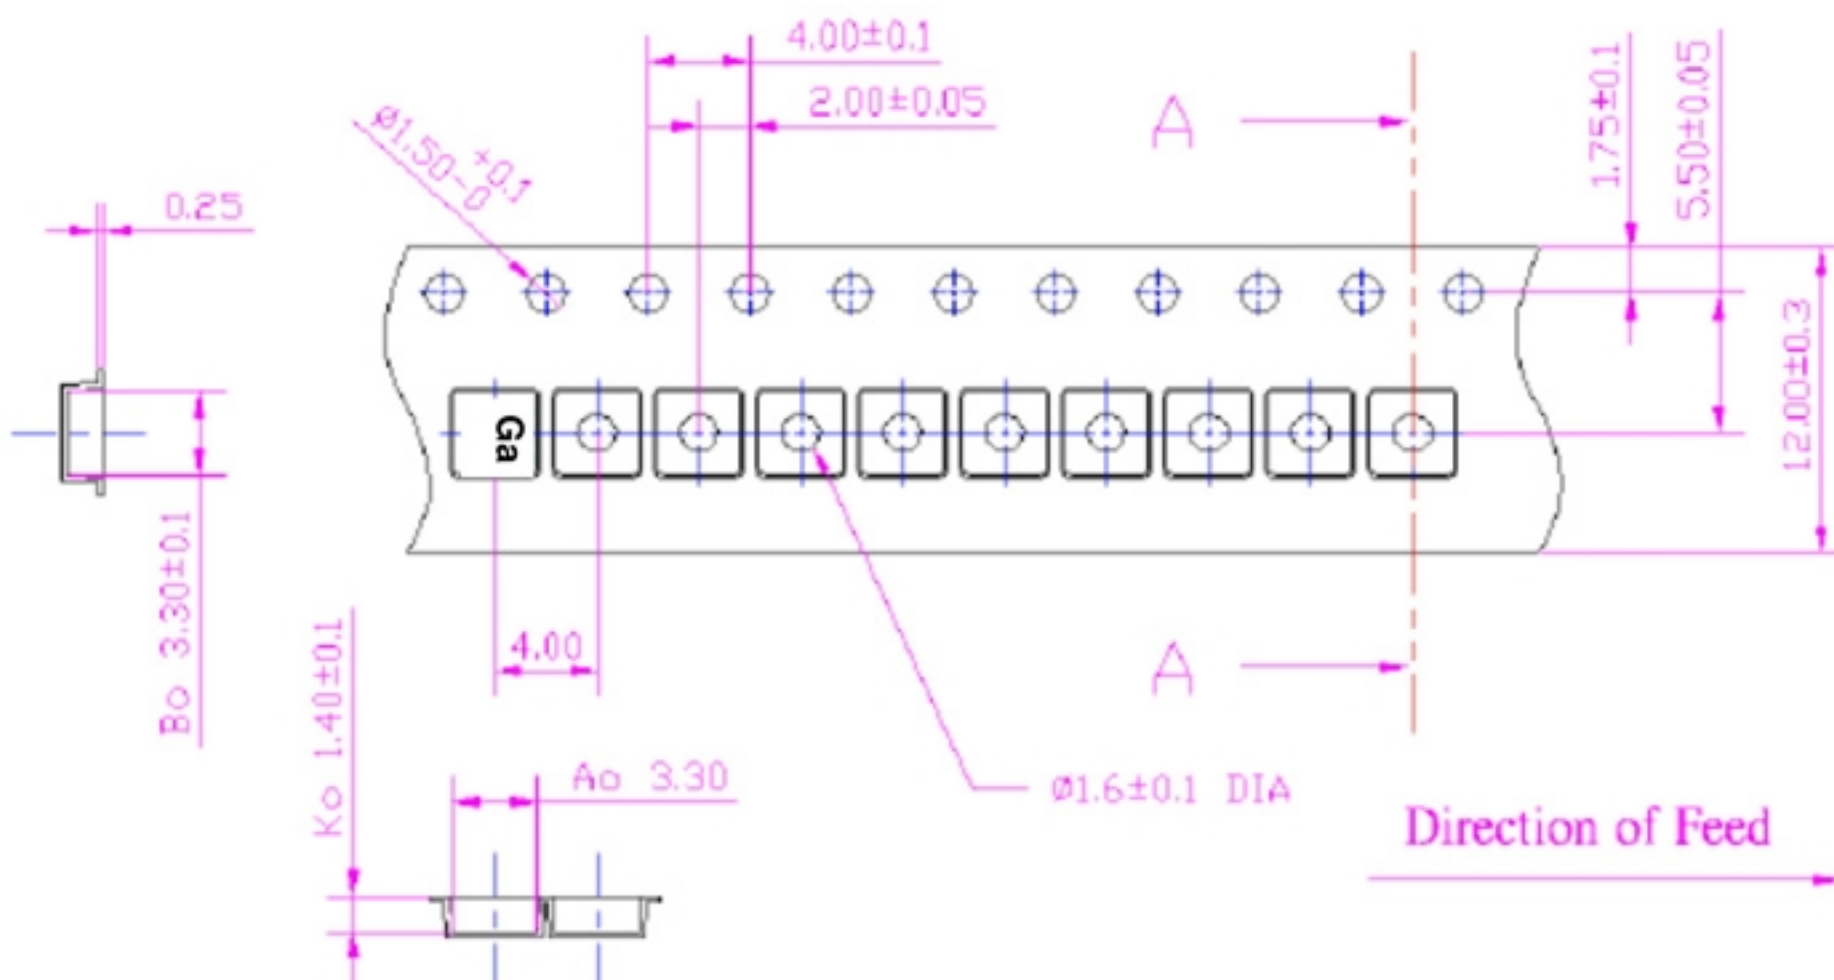 4.00±0.1
2.00±0.05
Ø1.50 +0.1 -0
A
1.75±0.1
5.50±0.05
0.25
12.00±0.3
Ga
Bo 3.30±0.1
4.00
Ko 1.40±0.1
A
Ao 3.30
Ø1.6±0.1 DIA
Direction of Feed